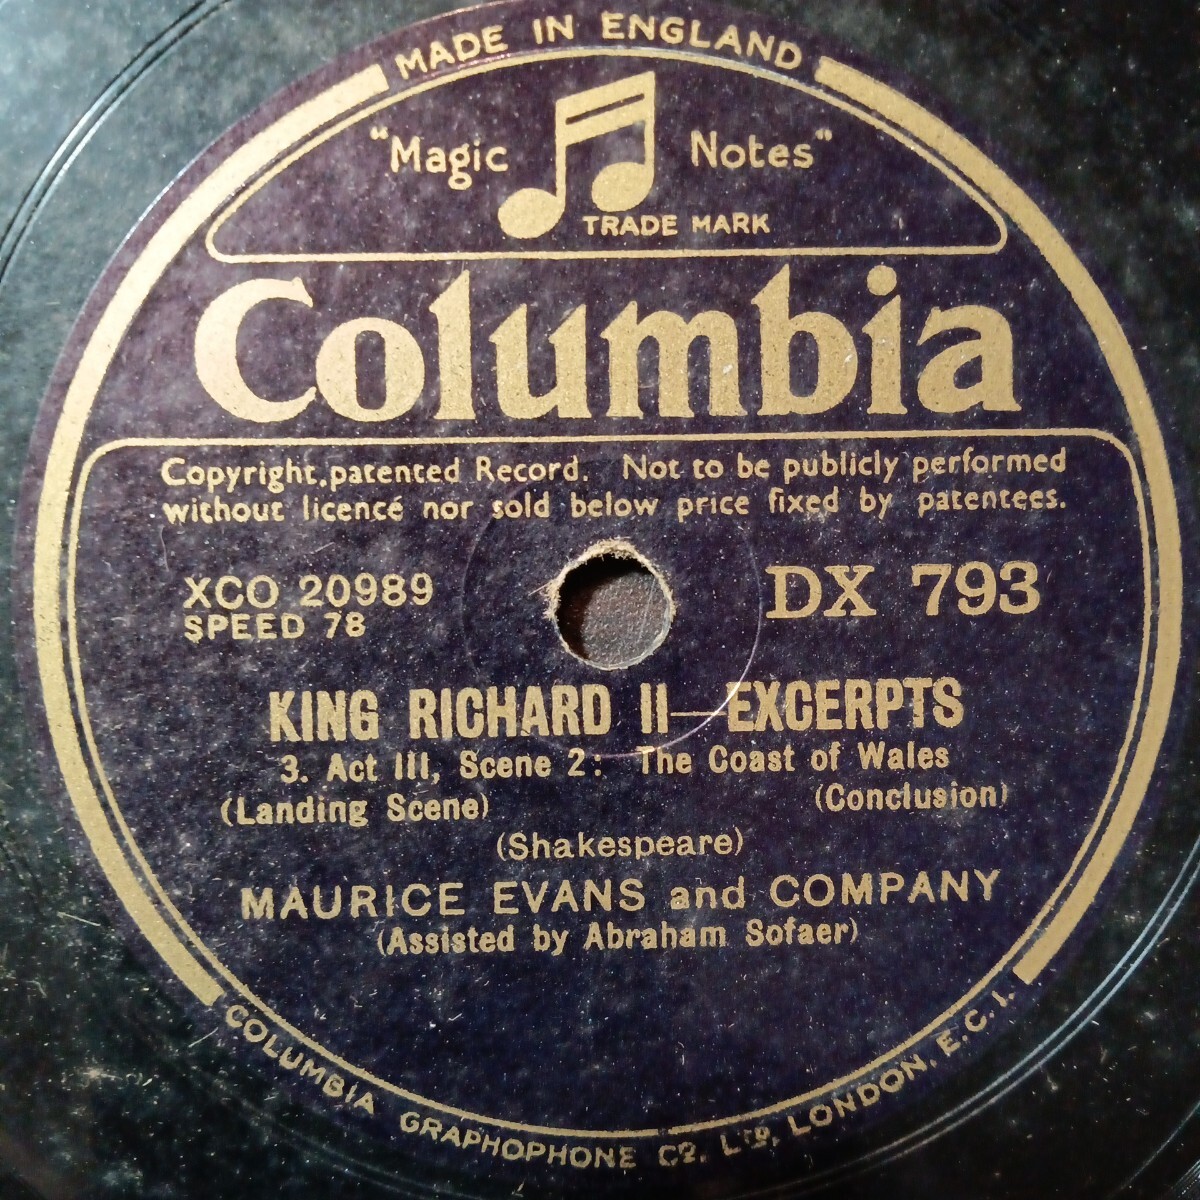 MADE IN ENGLAND
"Magic Notes"
TRADE MARK
Columbia
Copyright, patented Record. Not to be publicly performed
without licence nor sold below price fixed by patentees.
XCO 20989
SPEED 78
DX 793
KING RICHARD II—EXCERPTS
3. Act III, Scene 2: The Coast of Wales
(Landing Scene) (Conclusion)
(Shakespeare)
MAURICE EVANS and COMPANY
(Assisted by Abraham Sofaer)
COLUMBIA GRAPHOPHONE Co. LTD., LONDON. E.C.I.